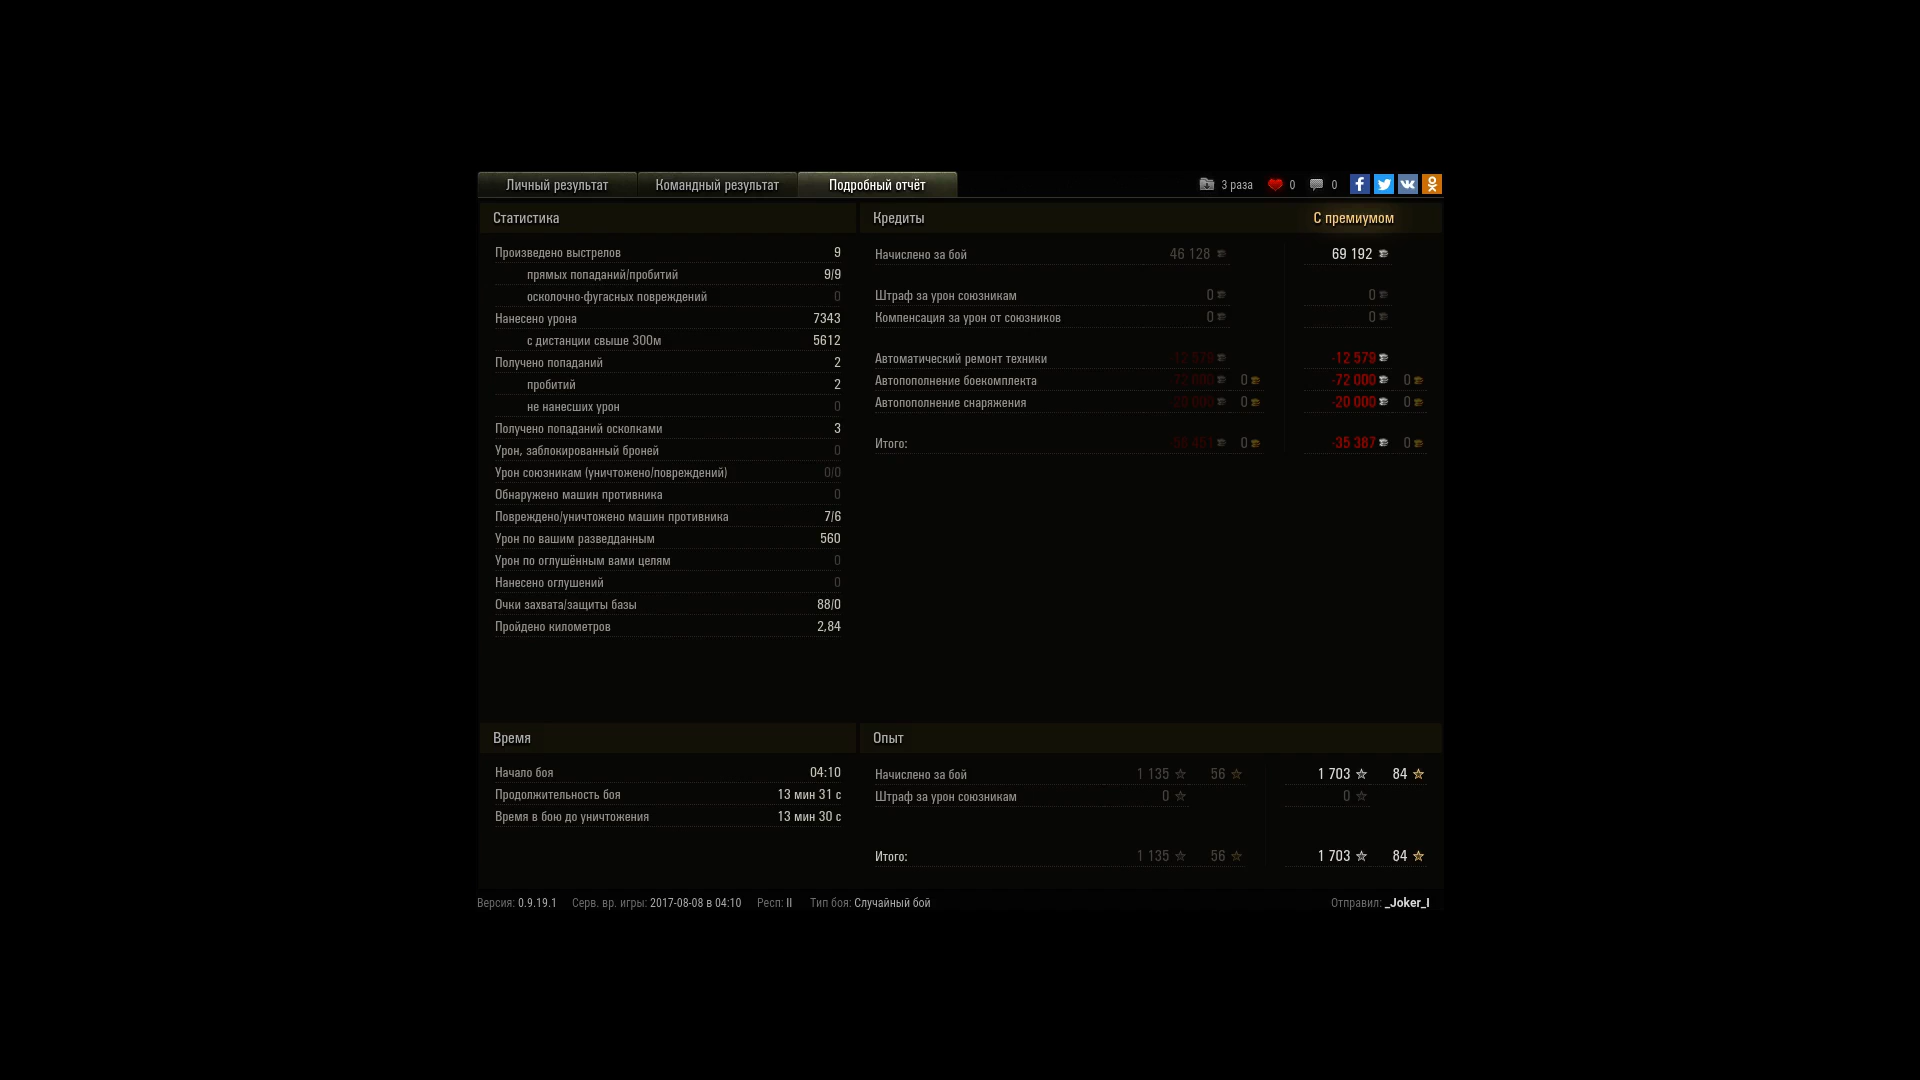 Личный результат Командный результат Подробный отчёт 3 раза 0 0
Статистика
Произведено выстрелов 9
прямых попаданий/пробитий 9/9
осколочно-фугасных повреждений 0
Нанесено урона 7343
с дистанции свыше 300м 5612
Получено попаданий 2
пробитий 2
не нанесших урон 0
Получено попаданий осколками 3
Урон, заблокированный броней 0
Урон союзникам (уничтожено/повреждений) 0/0
Обнаружено машин противника 0
Повреждено/уничтожено машин противника 7/6
Урон по вашим разведданным 560
Урон по оглушённым вами целям 0
Нанесено оглушений 0
Очки захвата/защиты базы 88/0
Пройдено километров 2,84
Кредиты С премиумом
Начислено за бой 46 128 69 192
Штраф за урон союзникам 0 0
Компенсация за урон от союзников 0 0
Автоматический ремонт техники -12 579 -12 579
Автопополнение боекомплекта -72 000 0 -72 000 0
Автопополнение снаряжения -20 000 0 -20 000 0
Итого: -58 451 0 -35 387 0
Время
Начало боя 04:10
Продолжительность боя 13 мин 31 с
Время в бою до уничтожения 13 мин 30 с
Опыт
Начислено за бой 1 135 56 1 703 84
Штраф за урон союзникам 0 0
Итого: 1 135 56 1 703 84
Версия: 0.9.19.1 Серв. вр. игры: 2017-08-08 в 04:10 Респ: II Тип боя: Случайный бой Отправил: _Joker_I